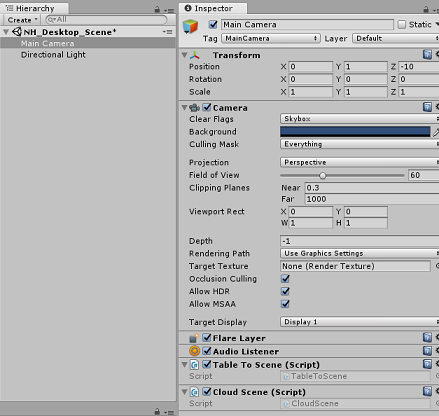 Hierarchy
Create
All
NH_Desktop_Scene*
Main Camera
Directional Light
Inspector
Main Camera Static
Tag MainCamera Layer Default
Transform
Position X 0 Y 1 Z -10
Rotation X 0 Y 0 Z 0
Scale X 1 Y 1 Z 1
Camera
Clear Flags Skybox
Background
Culling Mask Everything
Projection Perspective
Field of View 60
Clipping Planes Near 0.3
Far 1000
Viewport Rect X 0 Y 0
W 1 H 1
Depth -1
Rendering Path Use Graphics Settings
Target Texture None (Render Texture)
Occlusion Culling
Allow HDR
Allow MSAA
Target Display Display 1
Flare Layer
Audio Listener
Table To Scene (Script)
Script TableToScene
Cloud Scene (Script)
Script CloudScene